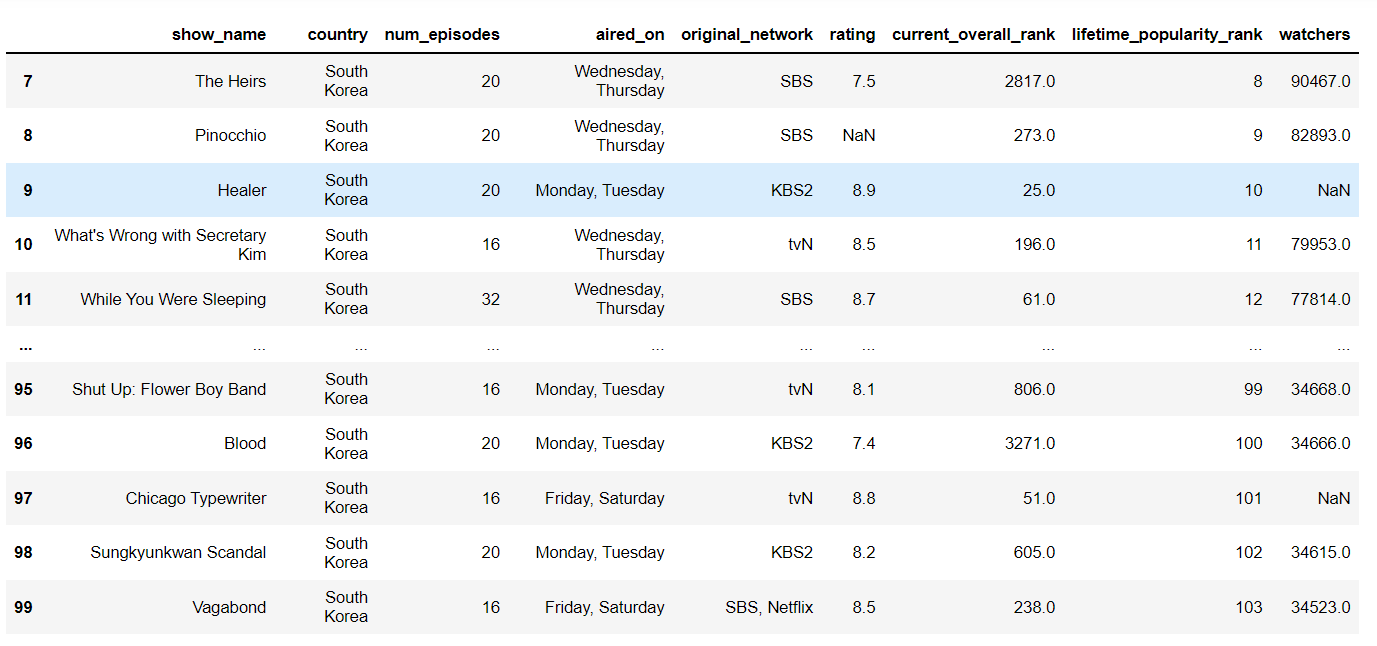 show_name country num_episodes aired_on original_network rating current_overall_rank lifetime_popularity_rank watchers
7 The Heirs South Korea 20 Wednesday, Thursday SBS 7.5 2817.0 8 90467.0
8 Pinocchio South Korea 20 Wednesday, Thursday SBS NaN 273.0 9 82893.0
9 Healer South Korea 20 Monday, Tuesday KBS2 8.9 25.0 10 NaN
10 What's Wrong with Secretary Kim South Korea 16 Wednesday, Thursday tvN 8.5 196.0 11 79953.0
11 While You Were Sleeping South Korea 32 Wednesday, Thursday SBS 8.7 61.0 12 77814.0
... ... ... ... ... ... ... ... ... ...
95 Shut Up: Flower Boy Band South Korea 16 Monday, Tuesday tvN 8.1 806.0 99 34668.0
96 Blood South Korea 20 Monday, Tuesday KBS2 7.4 3271.0 100 34666.0
97 Chicago Typewriter South Korea 16 Friday, Saturday tvN 8.8 51.0 101 NaN
98 Sungkyunkwan Scandal South Korea 20 Monday, Tuesday KBS2 8.2 605.0 102 34615.0
99 Vagabond South Korea 16 Friday, Saturday SBS, Netflix 8.5 238.0 103 34523.0